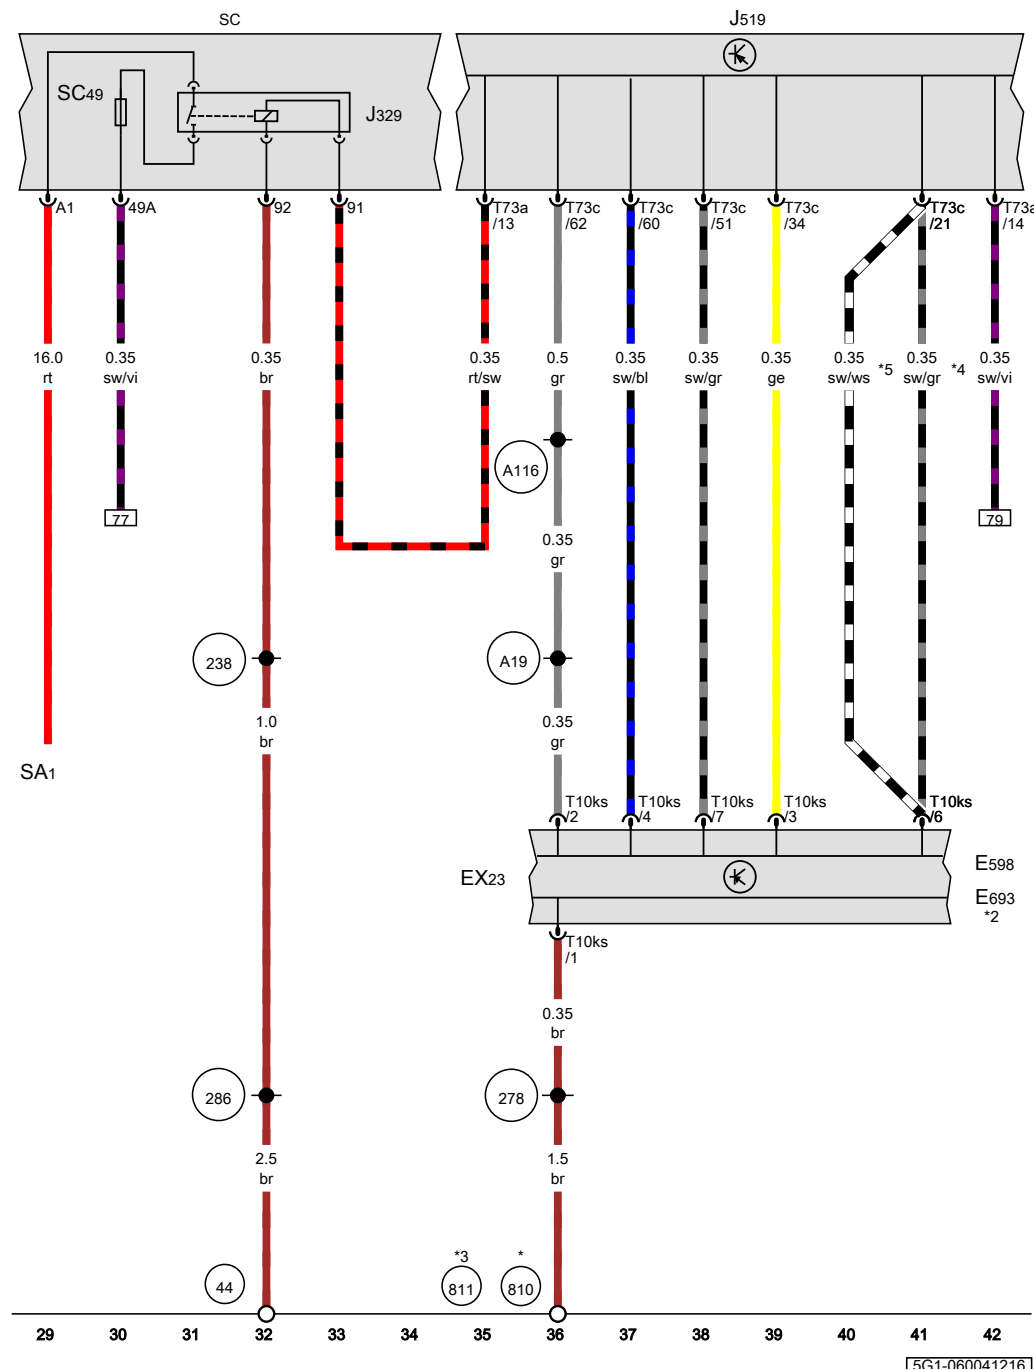 SC
J519
SC49
J329
A1
49A
92
91
T73a
/13
T73c
/62
T73c
/60
T73c
/51
T73c
/34
T73c
/21
T73a
/14
16.0
rt
0.35
sw/vi
0.35
br
0.35
rt/sw
0.5
gr
0.35
sw/bl
0.35
sw/gr
0.35
ge
0.35
sw/ws
*5
0.35
sw/gr
*4
0.35
sw/vi
A116
77
79
0.35
gr
238
A19
1.0
br
0.35
gr
SA1
T10ks
/2
T10ks
/4
T10ks
/7
T10ks
/3
T10ks
/6
EX23
E598
E693
*2
T10ks
/1
0.35
br
286
278
2.5
br
1.5
br
*3
*
44
811
810
29 30 31 32 33 34 35 36 37 38 39 40 41 42
5G1-060041216